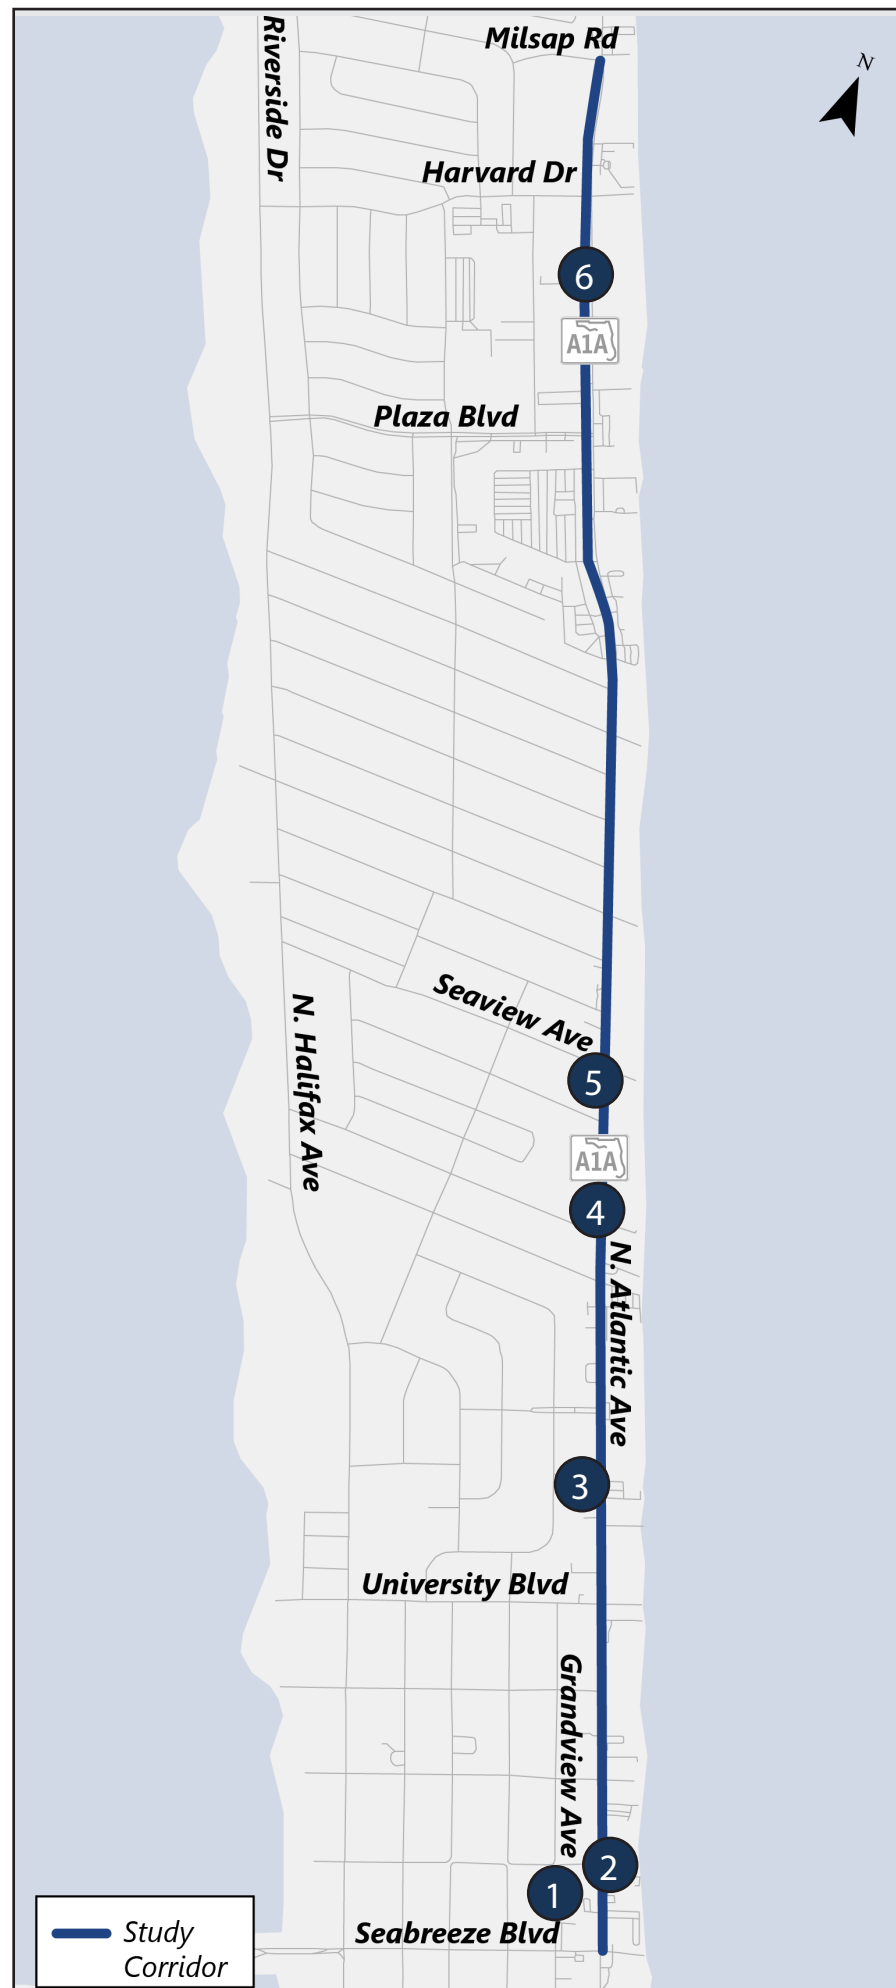 Milsap Rd
Riverside Dr
N
Harvard Dr
6
A1A
Plaza Blvd
Seaview Ave
N. Halifax Ave
5
A1A
4
N. Atlantic Ave
3
University Blvd
Grandview Ave
2
1
Seabreeze Blvd
Study
Corridor